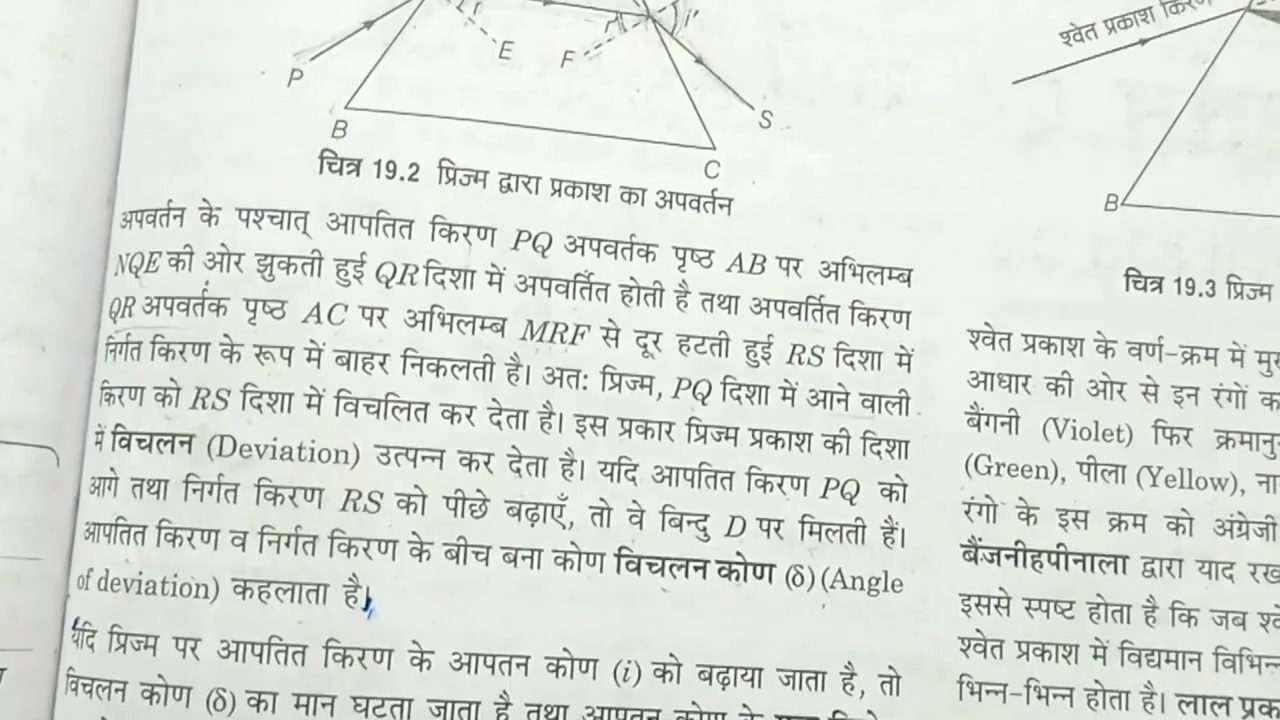 r
E
F
r'
i'
P
S
B
C
चित्र 19.2 प्रिज्म द्वारा प्रकाश का अपवर्तन
अपवर्तन के पश्चात् आपतित किरण PQ अपवर्तक पृष्ठ AB पर अभिलम्ब
NQE की ओर झुकती हुई QR दिशा में अपवर्तित होती है तथा अपवर्तित किरण
QR अपवर्तक पृष्ठ AC पर अभिलम्ब MRF से दूर हटती हुई RS दिशा में
निर्गत किरण के रूप में बाहर निकलती है। अत: प्रिज्म, PQ दिशा में आने वाली
किरण को RS दिशा में विचलित कर देता है। इस प्रकार प्रिज्म प्रकाश की दिशा
में विचलन (Deviation) उत्पन्न कर देता है। यदि आपतित किरण PQ को
आगे तथा निर्गत किरण RS को पीछे बढ़ाएँ, तो वे बिन्दु D पर मिलती हैं।
आपतित किरण व निर्गत किरण के बीच बना कोण विचलन कोण (δ) (Angle
of deviation) कहलाता है।
यदि प्रिज्म पर आपतित किरण के आपतन कोण (i) को बढ़ाया जाता है, तो
विचलन कोण (δ) का मान घटता जाता है तथा आपतन कोण के
श्वेत प्रकाश किरण
B
चित्र 19.3 प्रिज्म
श्वेत प्रकाश के वर्ण-क्रम में
आधार की ओर से इन रंगों
बैंगनी (Violet) फिर
(Green), पीला (Yellow),
रंगो के इस क्रम को अंग्रेजी
बैंजनीहपीनाला द्वारा याद
इससे स्पष्ट होता है कि जब
श्वेत प्रकाश में विद्यमान
भिन्न-भिन्न होता है। लाल